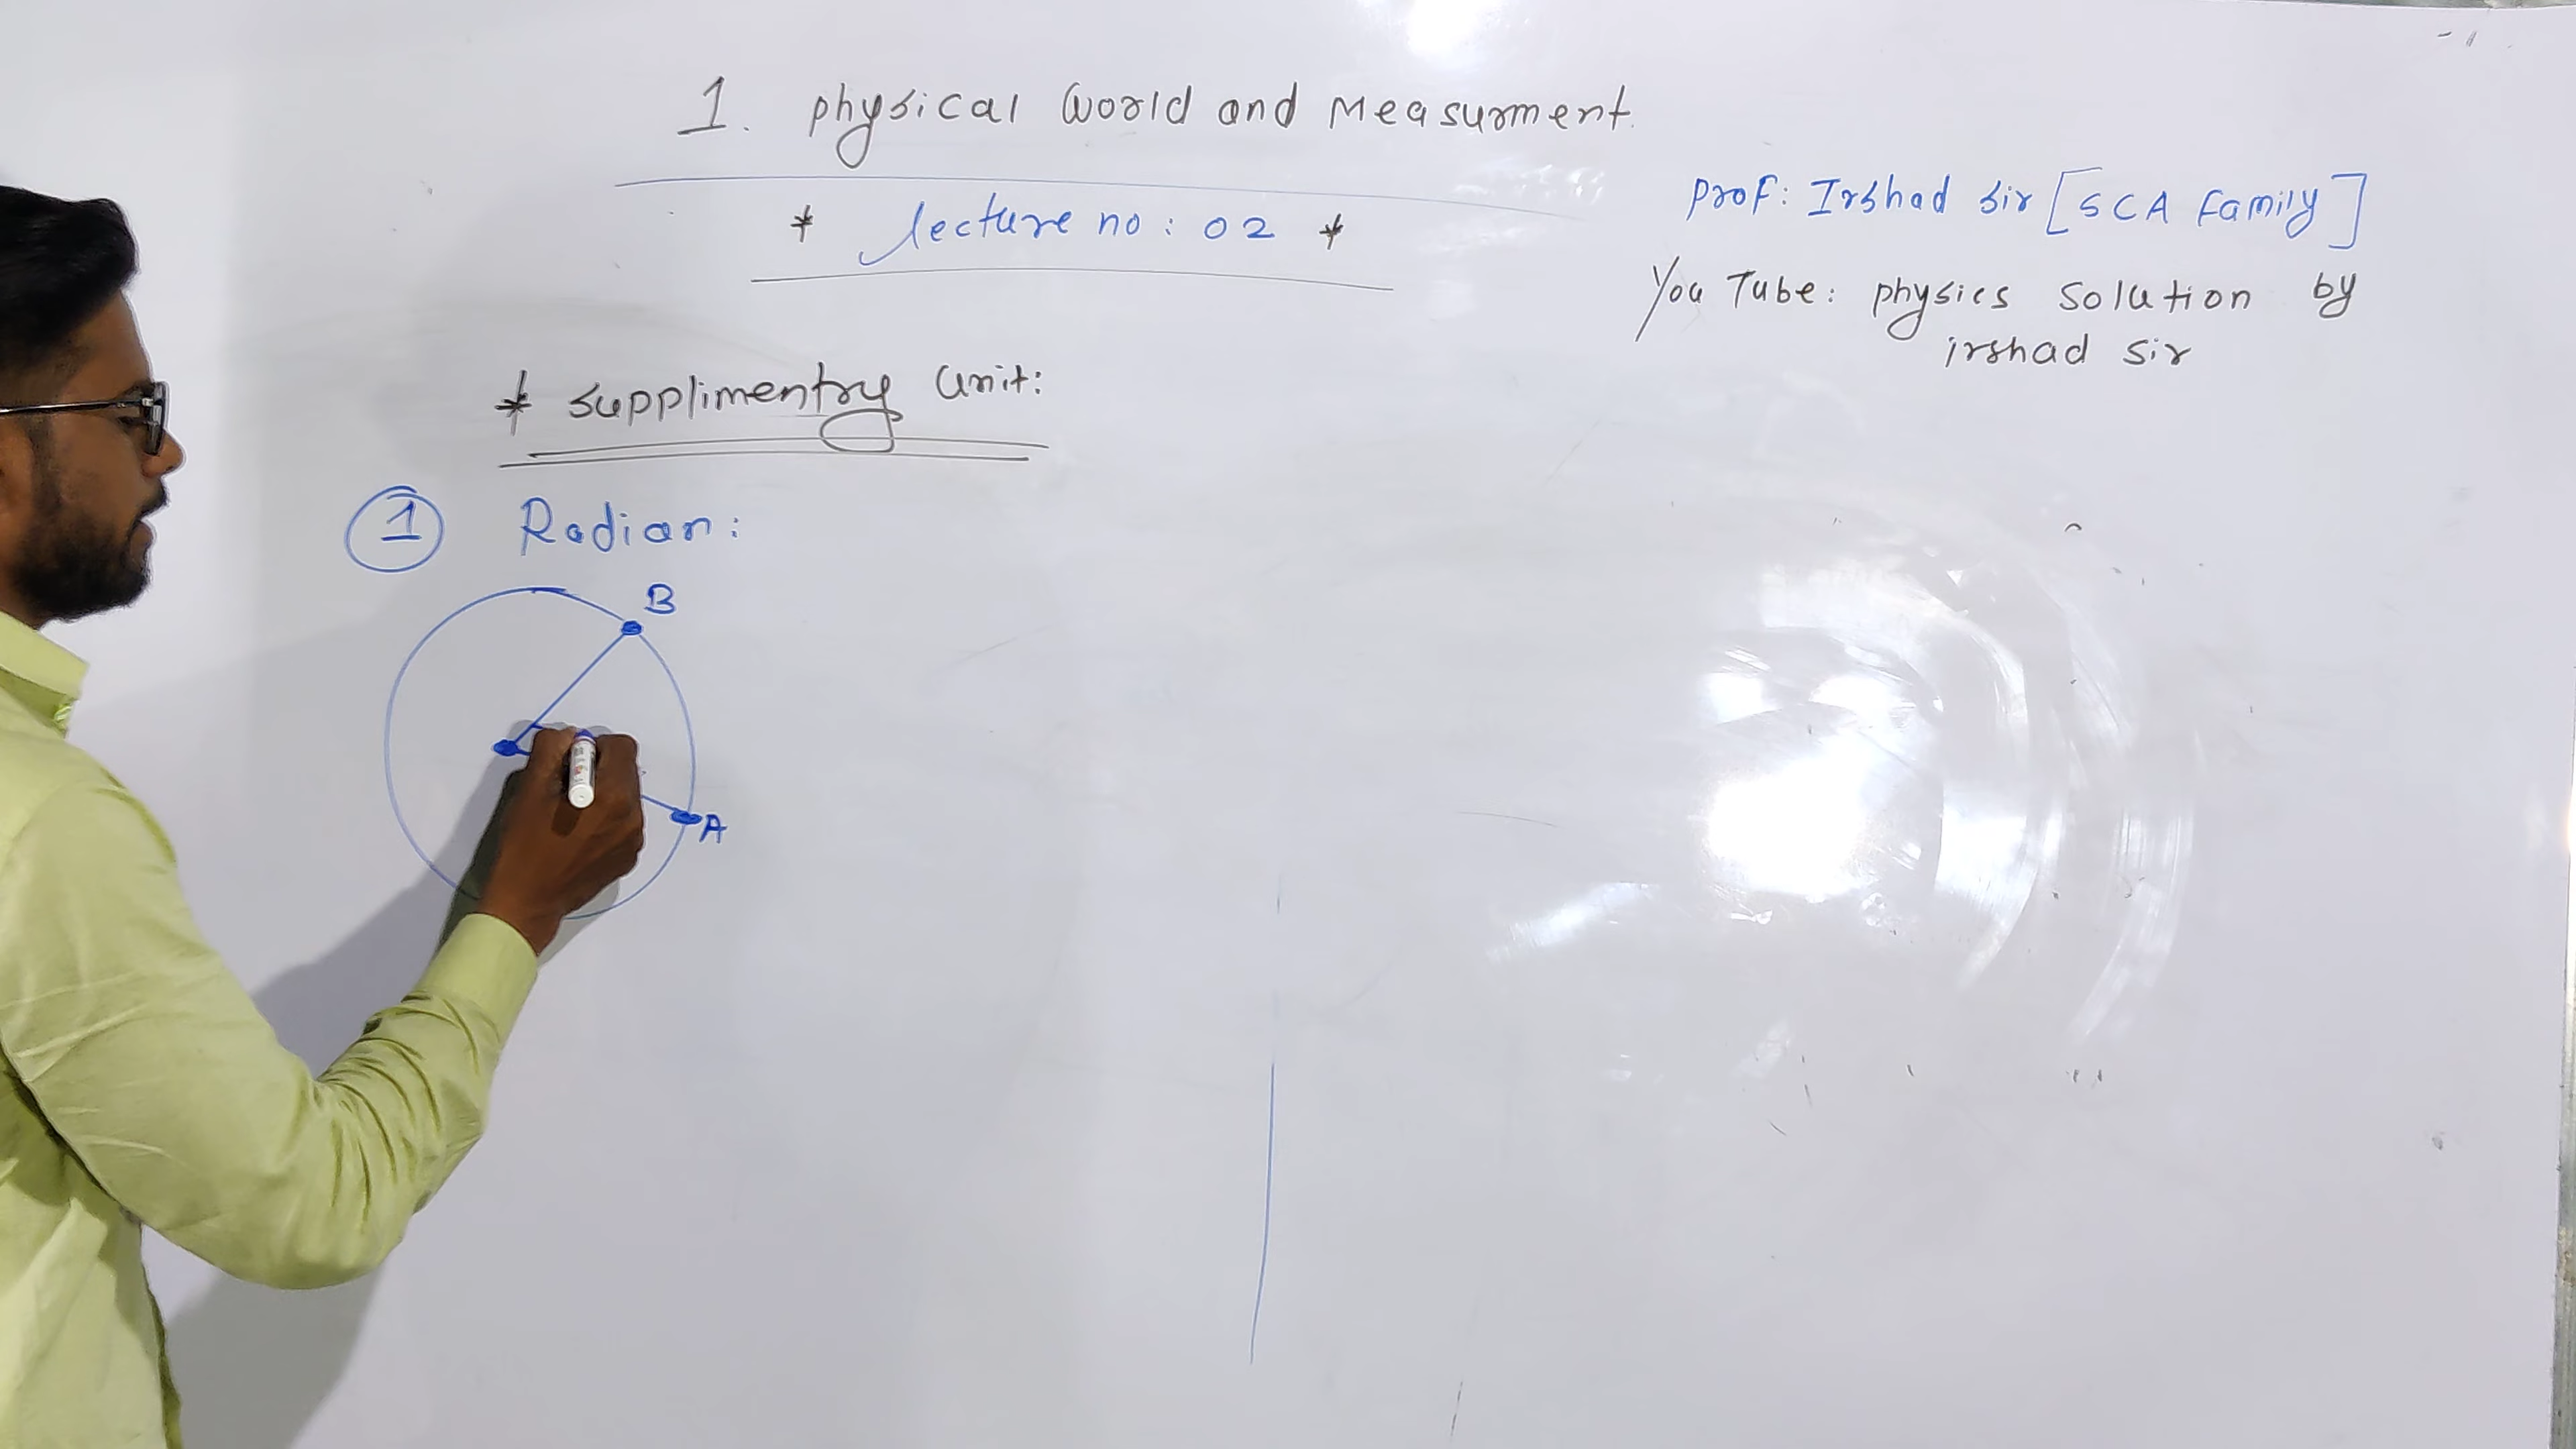 1. physical World and Measurment.
* lecture no: 02 *
Prof: Irshad Sir [SCA Family]
You Tube: physics Solution by
irshad sir
* Supplimentry Unit:
1 Radian:
B
A